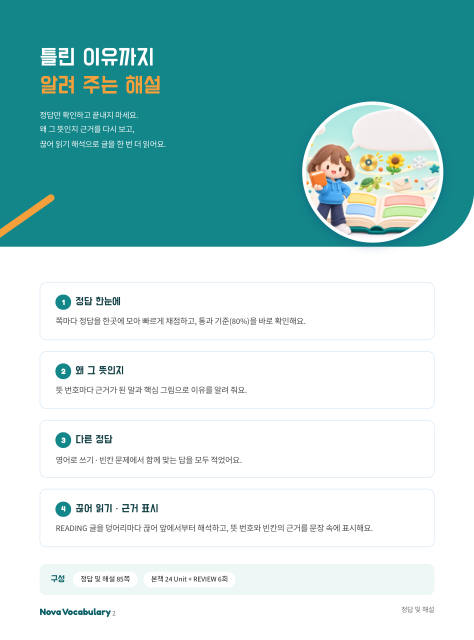 틀린 이유까지
알려 주는 해설
정답만 확인하고 끝내지 마세요.
왜 그 뜻인지 근거를 다시 보고,
끊어 읽기 해석으로 글을 한 번 더 읽어요.
1 정답 한눈에
쪽마다 정답을 한곳에 모아 빠르게 채점하고, 통과 기준(80%)을 바로 확인해요.
2 왜 그 뜻인지
뜻 번호마다 근거가 된 말과 핵심 그림으로 이유를 알려 줘요.
3 다른 정답
영어로 쓰기 · 빈칸 문제에서 함께 맞는 답을 모두 적었어요.
4 끊어 읽기 · 근거 표시
READING 글을 덩어리마다 끊어 앞에서부터 해석하고, 뜻 번호와 빈칸의 근거를 문장 속에 표시해요.
구성 정답 및 해설 85쪽 본책 24 Unit + REVIEW 6회
Nova Vocabulary 2 정답 및 해설